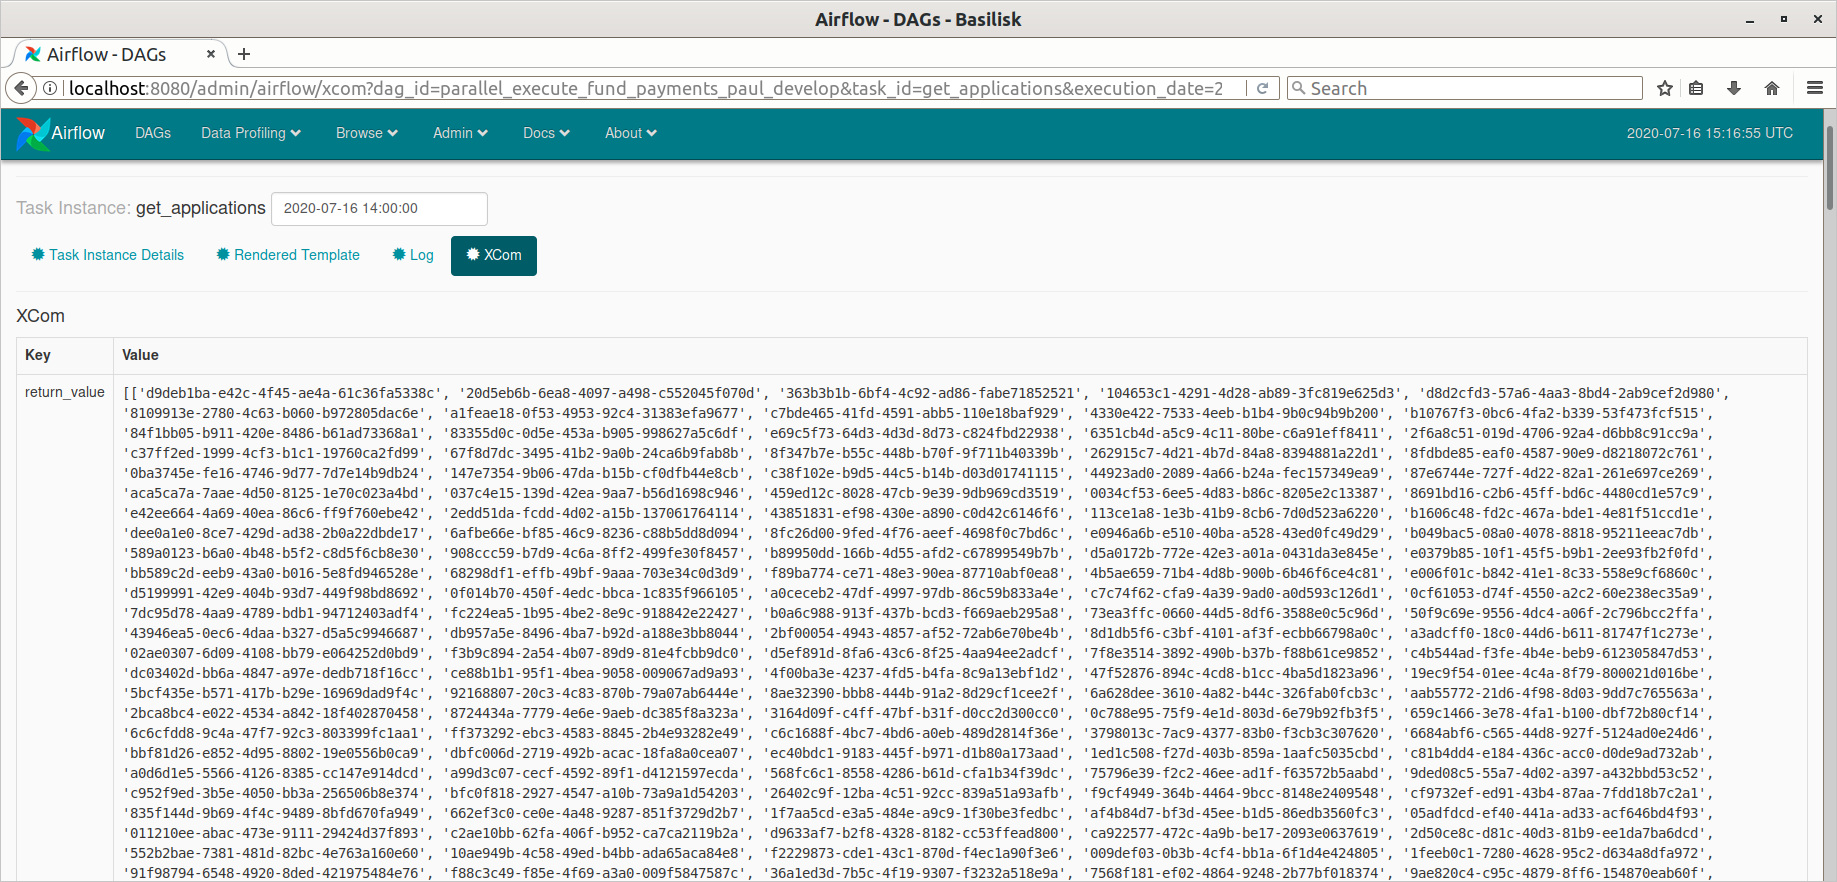 Airflow - DAGs - Basilisk
Airflow - DAGs
localhost:8080/admin/airflow/xcom?dag_id=parallel_execute_fund_payments_paul_develop&task_id=get_applications&execution_date=2
Search
Airflow DAGs Data Profiling Browse Admin Docs About 2020-07-16 15:16:55 UTC
Task Instance: get_applications 2020-07-16 14:00:00
Task Instance Details Rendered Template Log XCom
XCom
Key Value
return_value [['d9deb1ba-e42c-4f45-ae4a-61c36fa5338c', '20d5eb6b-6ea8-4097-a498-c552045f070d', '363b3b1b-6bf4-4c92-ad86-fabe71852521', '104653c1-4291-4d28-ab89-3fc819e625d3', 'd8d2cfd3-57a6-4aa3-8bd4-2ab9cef2d980',
'8109913e-2780-4c63-b060-b972805dac6e', 'a1feae18-0f53-4953-92c4-31383efa9677', 'c7bde465-41fd-4591-abb5-110e18baf929', '4330e422-7533-4eeb-b1b4-9b0c94b9b200', 'b10767f3-0bc6-4fa2-b339-53f473fcf515',
'84f1bb05-b911-420e-8486-b61ad73368a1', '83355d0c-0d5e-453a-b905-998627a5c6df', 'e69c5f73-64d3-4d3d-8d73-c824fbd22938', '6351cb4d-a5c9-4c11-80be-c6a91eff8411', '2f6a8c51-019d-4706-92a4-d6bb8c91cc9a',
'c37ff2ed-1999-4cf3-b1c1-19760ca2fd99', '67f8d7dc-3495-41b2-9a0b-24ca6b9fab8b', '8f347b7e-b55c-448b-b70f-9f711b40339b', '262915c7-4d21-4b7d-84a8-8394881a22d1', '8fdbde85-eaf0-4587-90e9-d8218072c761',
'0ba3745e-fe16-4746-9d77-7d7e14b9db24', '147e7354-9b06-47da-b15b-cf0dfb44e8cb', 'c38f102e-b9d5-44c5-b14b-d03d01741115', '44923ad0-2089-4a66-b24a-fec157349ea9', '87e6744e-727f-4d22-82a1-261e697ce269',
'aca5ca7a-7aae-4d50-8125-1e70c023a4bd', '037c4e15-139d-42ea-9aa7-b56d1698c946', '459ed12c-8028-47cb-9e39-9db969cd3519', '0034cf53-6ee5-4d83-b86c-8205e2c13387', '8691bd16-c2b6-45ff-bd6c-4480cd1e57c9',
'e42ee664-4a69-40ea-86c6-ff9f760ebe42', '2edd51da-fcdd-4d02-a15b-137061764114', '43851831-ef98-430e-a890-c0d42c6146f6', '113ce1a8-1e3b-41b9-8cb6-7d0d523a6220', 'b1606c48-fd2c-467a-bde1-4e81f51ccd1e',
'dee0a1e0-8ce7-429d-ad38-2b0a22dbde17', '6afbe66e-bf85-46c9-8236-c88b5dd8d094', '8fc26d00-9fed-4f76-aeef-4698f0c7bd6c', 'e0946a6b-e510-40ba-a528-43ed0fc49d29', 'b049bac5-08a0-4078-8818-95211eeac7db',
'589a0123-b6a0-4b48-b5f2-c8d5f6cb8e30', '908ccc59-b7d9-4c6a-8ff2-499fe30f8457', 'b89950dd-166b-4d55-afd2-c67899549b7b', 'd5a0172b-772e-42e3-a01a-0431da3e845e', 'e0379b85-10f1-45f5-b9b1-2ee93fb2f0fd',
'bb589c2d-eeb9-43a0-b016-5e8fd946528e', '68298df1-effb-49bf-9aaa-703e34c0d3d9', 'f89ba774-ce71-48e3-90ea-87710abf0ea8', '4b5ae659-71b4-4d8b-900b-6b46f6ce4c81', 'e006f01c-b842-41e1-8c33-558e9cf6860c',
'd5199991-42e9-404b-93d7-449f98bd8692', '0f014b70-450f-4edc-bbca-1c835f966105', 'a0ceceb2-47df-4997-97db-86c59b833a4e', 'c7c74f62-cfa9-4a39-9ad0-a0d593c126d1', '0cf61053-d74f-4550-a2c2-60e238ec35a9',
'7dc95d78-4aa9-4789-bdb1-94712403adf4', 'fc224ea5-1b95-4be2-8e9c-918842e22427', 'b0a6c988-913f-437b-bcd3-f669aeb295a8', '73ea3ffc-0660-44d5-8df6-3588e0c5c96d', '50f9c69e-9556-4dc4-a06f-2c796bcc2ffa',
'43946ea5-0ec6-4daa-b327-d5a5c9946687', 'db957a5e-8496-4ba7-b92d-a188e3bb8044', '2bf00054-4943-4857-af52-72ab6e70be4b', '8d1db5f6-c3bf-4101-af3f-ecbb66798a0c', 'a3adcff0-18c0-44d6-b611-81747f1c273e',
'02ae0307-6d09-4108-bb79-e064252d0bd9', 'f3b9c894-2a54-4b07-89d9-81e4fcbb9dc0', 'd5ef891d-8fa6-43c6-8f25-4aa94ee2adcf', '7f8e3514-3892-490b-b37b-f88b61ce9852', 'c4b544ad-f3fe-4b4e-beb9-612305847d53',
'dc03402d-bb6a-4847-a97e-dedb718f16cc', 'ce88b1b1-95f1-4bea-9058-009067ad9a93', '4f00ba3e-4237-4fd5-b4fa-8c9a13ebf1d2', '47f52876-894c-4cd8-b1cc-4ba5d1823a96', '19ec9f54-01ee-4c4a-8f79-800021d016be',
'5bcf435e-b571-417b-b29e-16969dad9f4c', '92168807-20c3-4c83-870b-79a07ab6444e', '8ae32390-bbb8-444b-91a2-8d29cf1cee2f', '6a628dee-3610-4a82-b44c-326fab0fcb3c', 'aab55772-21d6-4f98-8d03-9dd7c765563a',
'2bca8bc4-e022-4534-a842-18f402870458', '8724434a-7779-4e6e-9aeb-dc385f8a323a', '3164d09f-c4ff-47bf-b31f-d0cc2d300cc0', '0c788e95-75f9-4e1d-803d-6e79b92fb3f5', '659c1466-3e78-4fa1-b100-dbf72b80cf14',
'6c6cfdd8-9c4a-47f7-92c3-803399fc1aa1', 'ff373292-ebc3-4583-8845-2b4e93282e49', 'c6c1688f-4bc7-4bd6-a0eb-489d2814f36e', '3798013c-7ac9-4377-83b0-f3cb3c307620', '6684abf6-c565-44d8-927f-5124ad0e24d6',
'bbf81d26-e852-4d95-8802-19e0556b0ca9', 'dbfc006d-2719-492b-acac-18fa8a0cea07', 'ec40bdc1-9183-445f-b971-d1b80a173aad', '1ed1c508-f27d-403b-859a-1aafc5035cbd', 'c81b4dd4-e184-436c-acc0-d0de9ad732ab',
'a0d6d1e5-5566-4126-8385-cc147e914dcd', 'a99d3c07-cecf-4592-89f1-d4121597ecda', '568fc6c1-8558-4286-b61d-cfa1b34f39dc', '75796e39-f2c2-46ee-ad1f-f63572b5aabd', '9ded08c5-55a7-4d02-a397-a432bbd53c52',
'c952f9ed-3b5e-4050-bb3a-256506b8e374', 'bfc0f818-2927-4547-a10b-73a9a1d54203', '26402c9f-12ba-4c51-92cc-839a51a93afb', 'f9cf4949-364b-4464-9bcc-8148e2409548', 'cf9732ef-ed91-43b4-87aa-7fdd18b7c2a1',
'835f144d-9b69-4f4c-9489-8bfd670fa949', '662ef3c0-ce0e-4a48-9287-851f3729d2b7', '1f7aa5cd-e3a5-484e-a9c9-1f30be3fedbc', 'af4b84d7-bf3d-45ee-b1d5-86edb3560fc3', '05adfdcd-ef40-441a-ad33-acf646bd4f93',
'011210ee-abac-473e-9111-29424d37f893', 'c2ae10bb-62fa-406f-b952-ca7ca2119b2a', 'd9633af7-b2f8-4328-8182-cc53ffead800', 'ca922577-472c-4a9b-be17-2093e0637619', '2d50ce8c-d81c-40d3-81b9-ee1da7ba6dcd',
'552b2bae-7381-481d-82bc-4e763a160e60', '10ae949b-4c58-49ed-b4bb-ada65aca84e8', 'f2229873-cde1-43c1-870d-f4ec1a90f3e6', '009def03-0b3b-4cf4-bb1a-6f1d4e424805', '1feeb0c1-7280-4628-95c2-d634a8dfa972',
'91f98794-6548-4920-8ded-421975484e76', 'f88c3c49-f85e-4f69-a3a0-009f5847587c', '36a1ed3d-7b5c-4f19-9307-f3232a518e9a', '7568f181-ef02-4864-9248-2b77bf018374', '9ae820c4-c95c-4879-8ff6-154870eab60f',